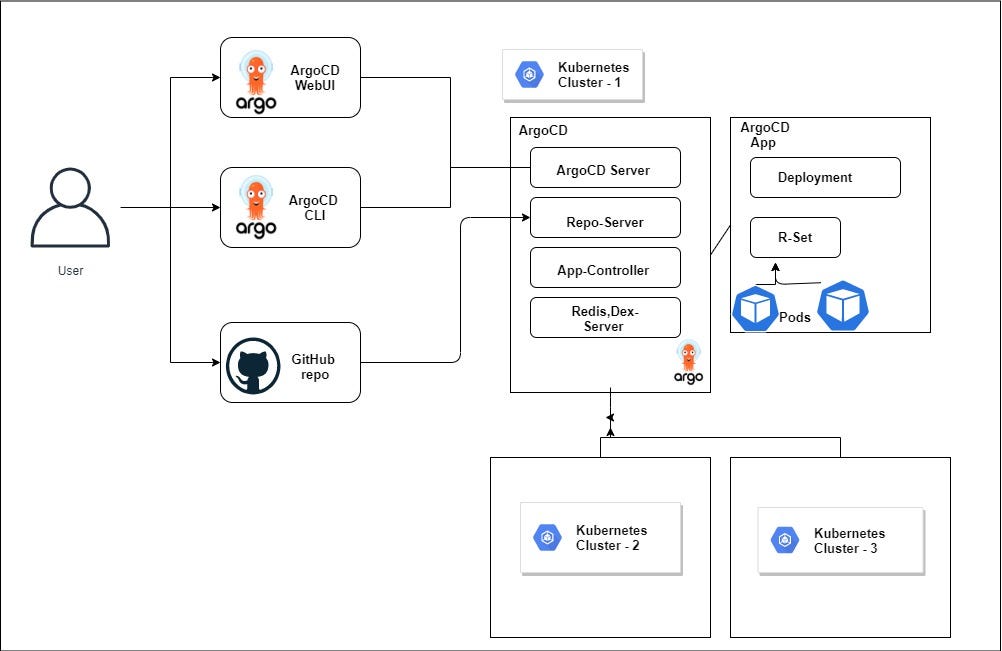 ArgoCD
WebUI
argo
Kubernetes
Cluster - 1
ArgoCD
ArgoCD
App
ArgoCD Server
Deployment
ArgoCD
CLI
argo
Repo-Server
R-Set
User
App-Controller
Redis,Dex-
Server
Pods
GitHub
repo
argo
Kubernetes
Cluster - 2
Kubernetes
Cluster - 3